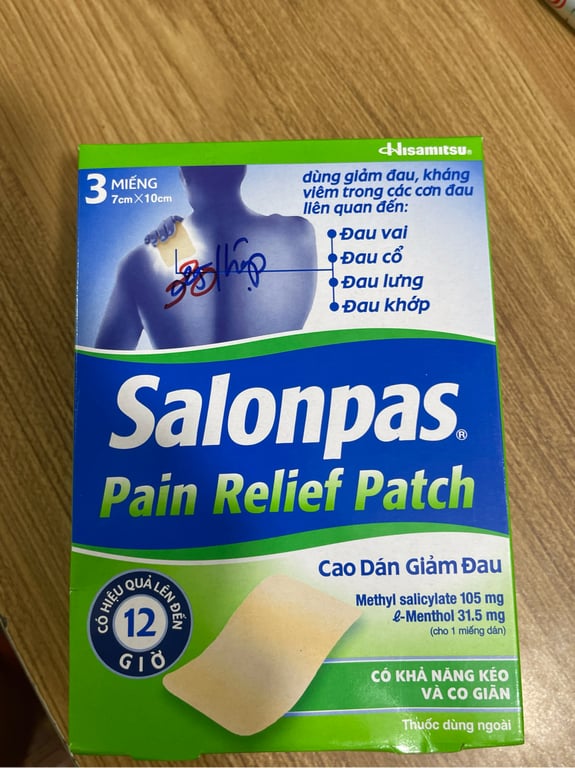 Hisamitsu®
3 MIẾNG
7cm X 10cm
dùng giảm đau, kháng
viêm trong các cơn đau
liên quan đến:
Đau vai
Đau cổ
Đau lưng
Đau khớp
/hộp
Salonpas®
Pain Relief Patch
Cao Dán Giảm Đau
Methyl salicylate 105 mg
ℓ-Menthol 31.5 mg
(cho 1 miếng dán)
CÓ HIỆU QUẢ LÊN ĐẾN
12
GIỜ
CÓ KHẢ NĂNG KÉO
VÀ CO GIÃN
Thuốc dùng ngoài